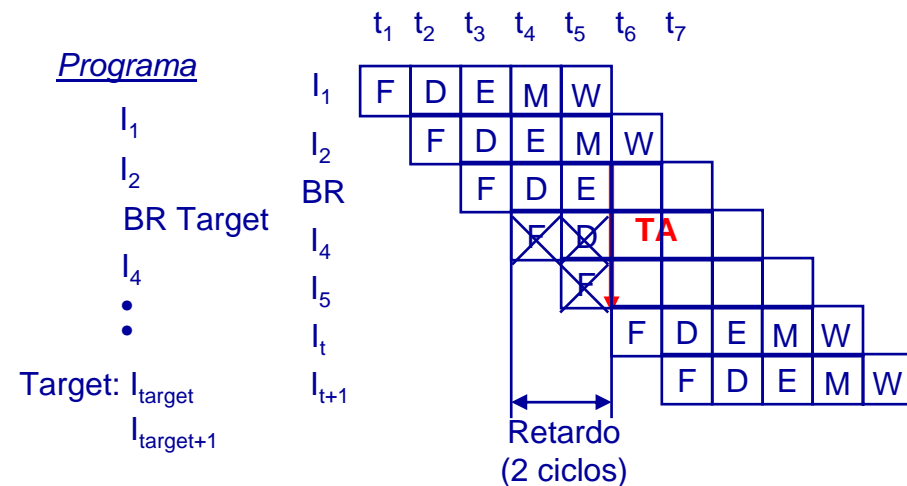 t1 t2 t3 t4 t5 t6 t7
Programa
I1
I2
BR Target
I4
•
•
Target: Itarget
Itarget+1
I1 F D E M W
I2 F D E M W
BR F D E
I4 F D TA
I5 F
It F D E M W
It+1 F D E M W
Retardo
(2 ciclos)